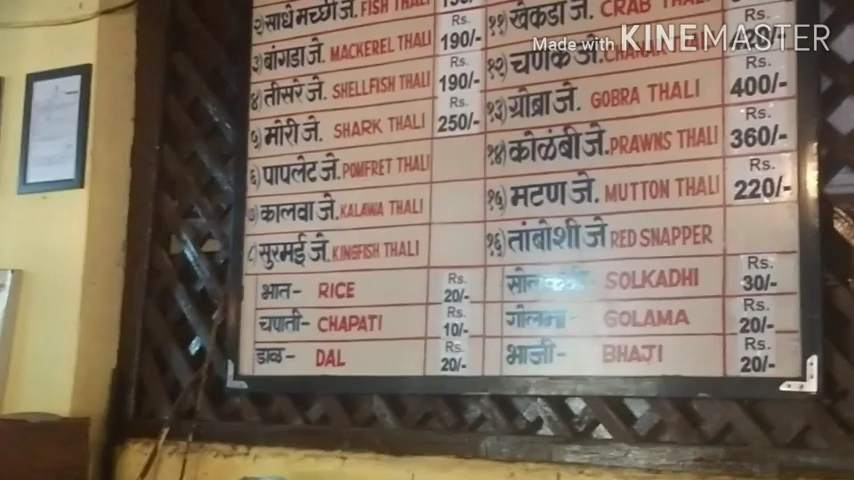 Made with KINEMASTER
२) साधे मच्छी जे. FISH THALI
३) बांगडा जे. MACKEREL THALI Rs. 190/-
४) तीसरे जे. SHELLFISH THALI Rs. 190/-
५) मोरी जे. SHARK THALI Rs. 250/-
६) पापलेट जे. POMFRET THALI
७) कालवा जे. KALAWA THALI
८) सुरमई जे. KINGFISH THALI
भात- RICE Rs. 20/-
चपाती- CHAPATI Rs. 10/-
डाळ- DAL Rs. 20/-
११) खेकडा जे. CRAB THALI
१२) चणक जे. CHANAK Rs.
१३) ग्रोब्रा जे. GOBRA THALI Rs. 400/-
१४) कोळंबी जे. PRAWNS THALI Rs. 360/-
१५) मटण जे. MUTTON THALI Rs. 220/-
१६) तांबोशी जे RED SNAPPER
SOLKADHI Rs. 30/-
गोलमा- GOLAMA Rs. 20/-
भाजी- BHAJI Rs. 20/-